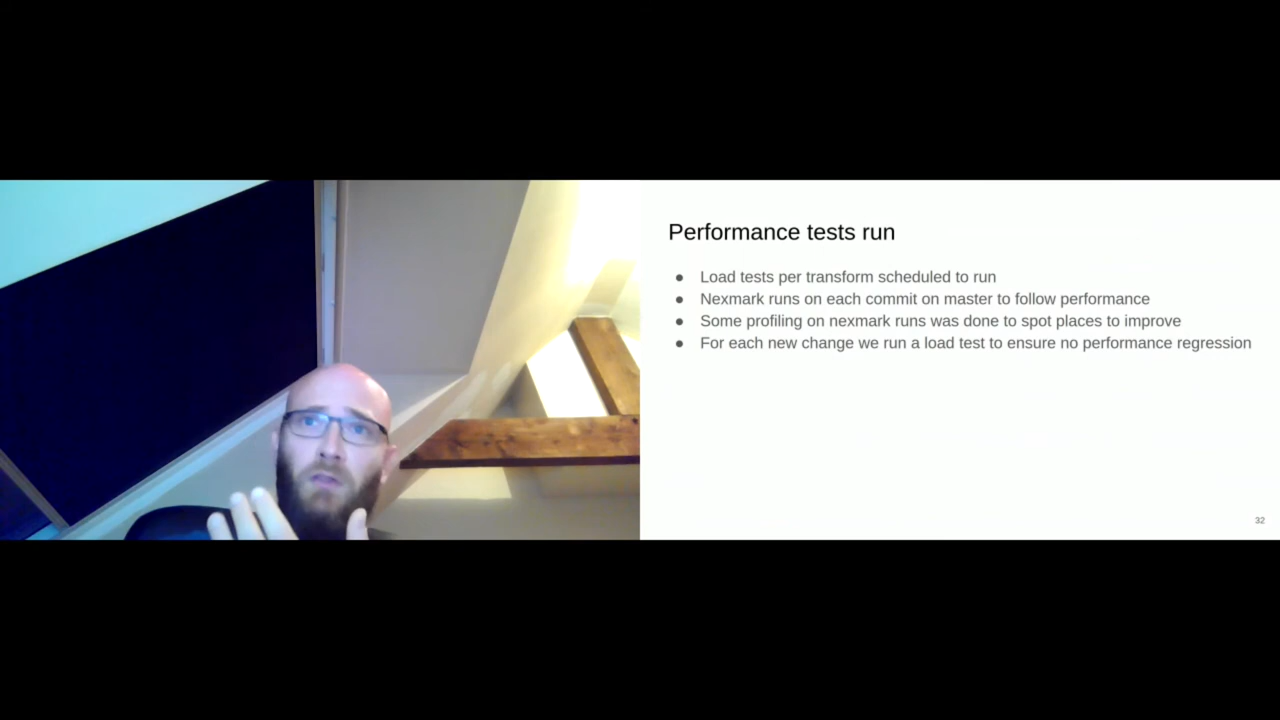 Performance tests run
● Load tests per transform scheduled to run
● Nexmark runs on each commit on master to follow performance
● Some profiling on nexmark runs was done to spot places to improve
● For each new change we run a load test to ensure no performance regression
32